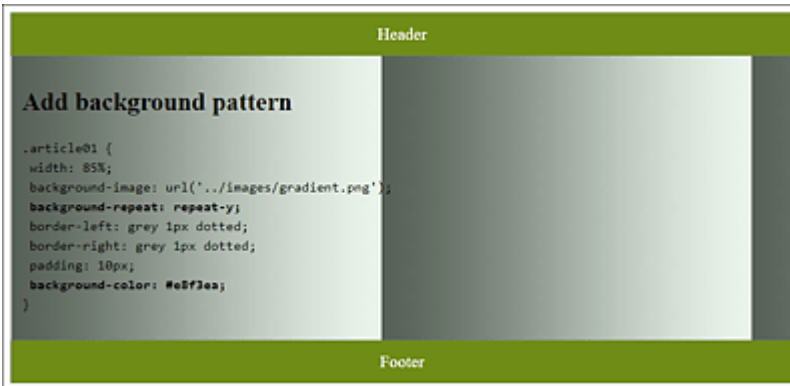 Header
Add background pattern
.article01 {
width: 85%;
background-image: url('../images/gradient.png');
background-repeat: repeat-y;
border-left: grey 1px dotted;
border-right: grey 1px dotted;
padding: 10px;
background-color: #e8f3ea;
}
Footer